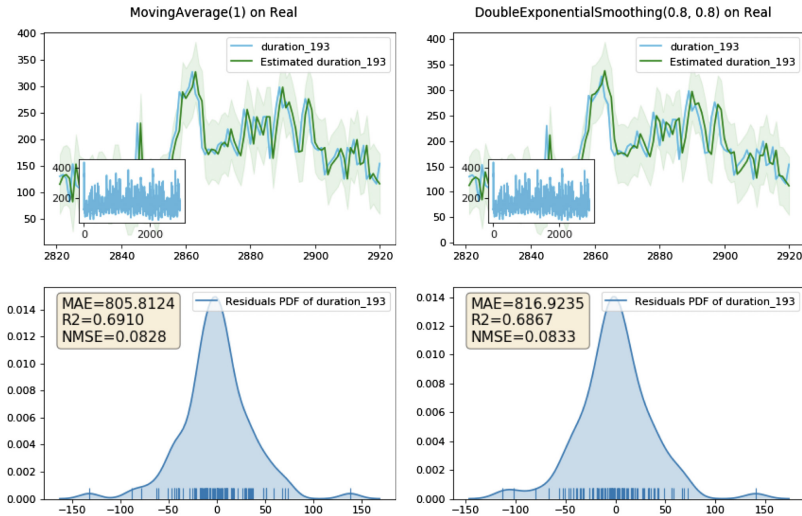 MovingAverage(1) on Real
400
350
300
250
200
150
100
50
2820 2840 2860 2880 2900 2920
duration_193
Estimated duration_193
400
200
0 2000
DoubleExponentialSmoothing(0.8, 0.8) on Real
400
350
300
250
200
150
100
50
0
2820 2840 2860 2880 2900 2920
duration_193
Estimated duration_193
400
200
0 2000
0.014
0.012
0.010
0.008
0.006
0.004
0.002
0.000
−150 −100 −50 0 50 100 150
MAE=805.8124
R2=0.6910
NMSE=0.0828
Residuals PDF of duration_193
0.014
0.012
0.010
0.008
0.006
0.004
0.002
0.000
−150 −100 −50 0 50 100 150
MAE=816.9235
R2=0.6867
NMSE=0.0833
Residuals PDF of duration_193